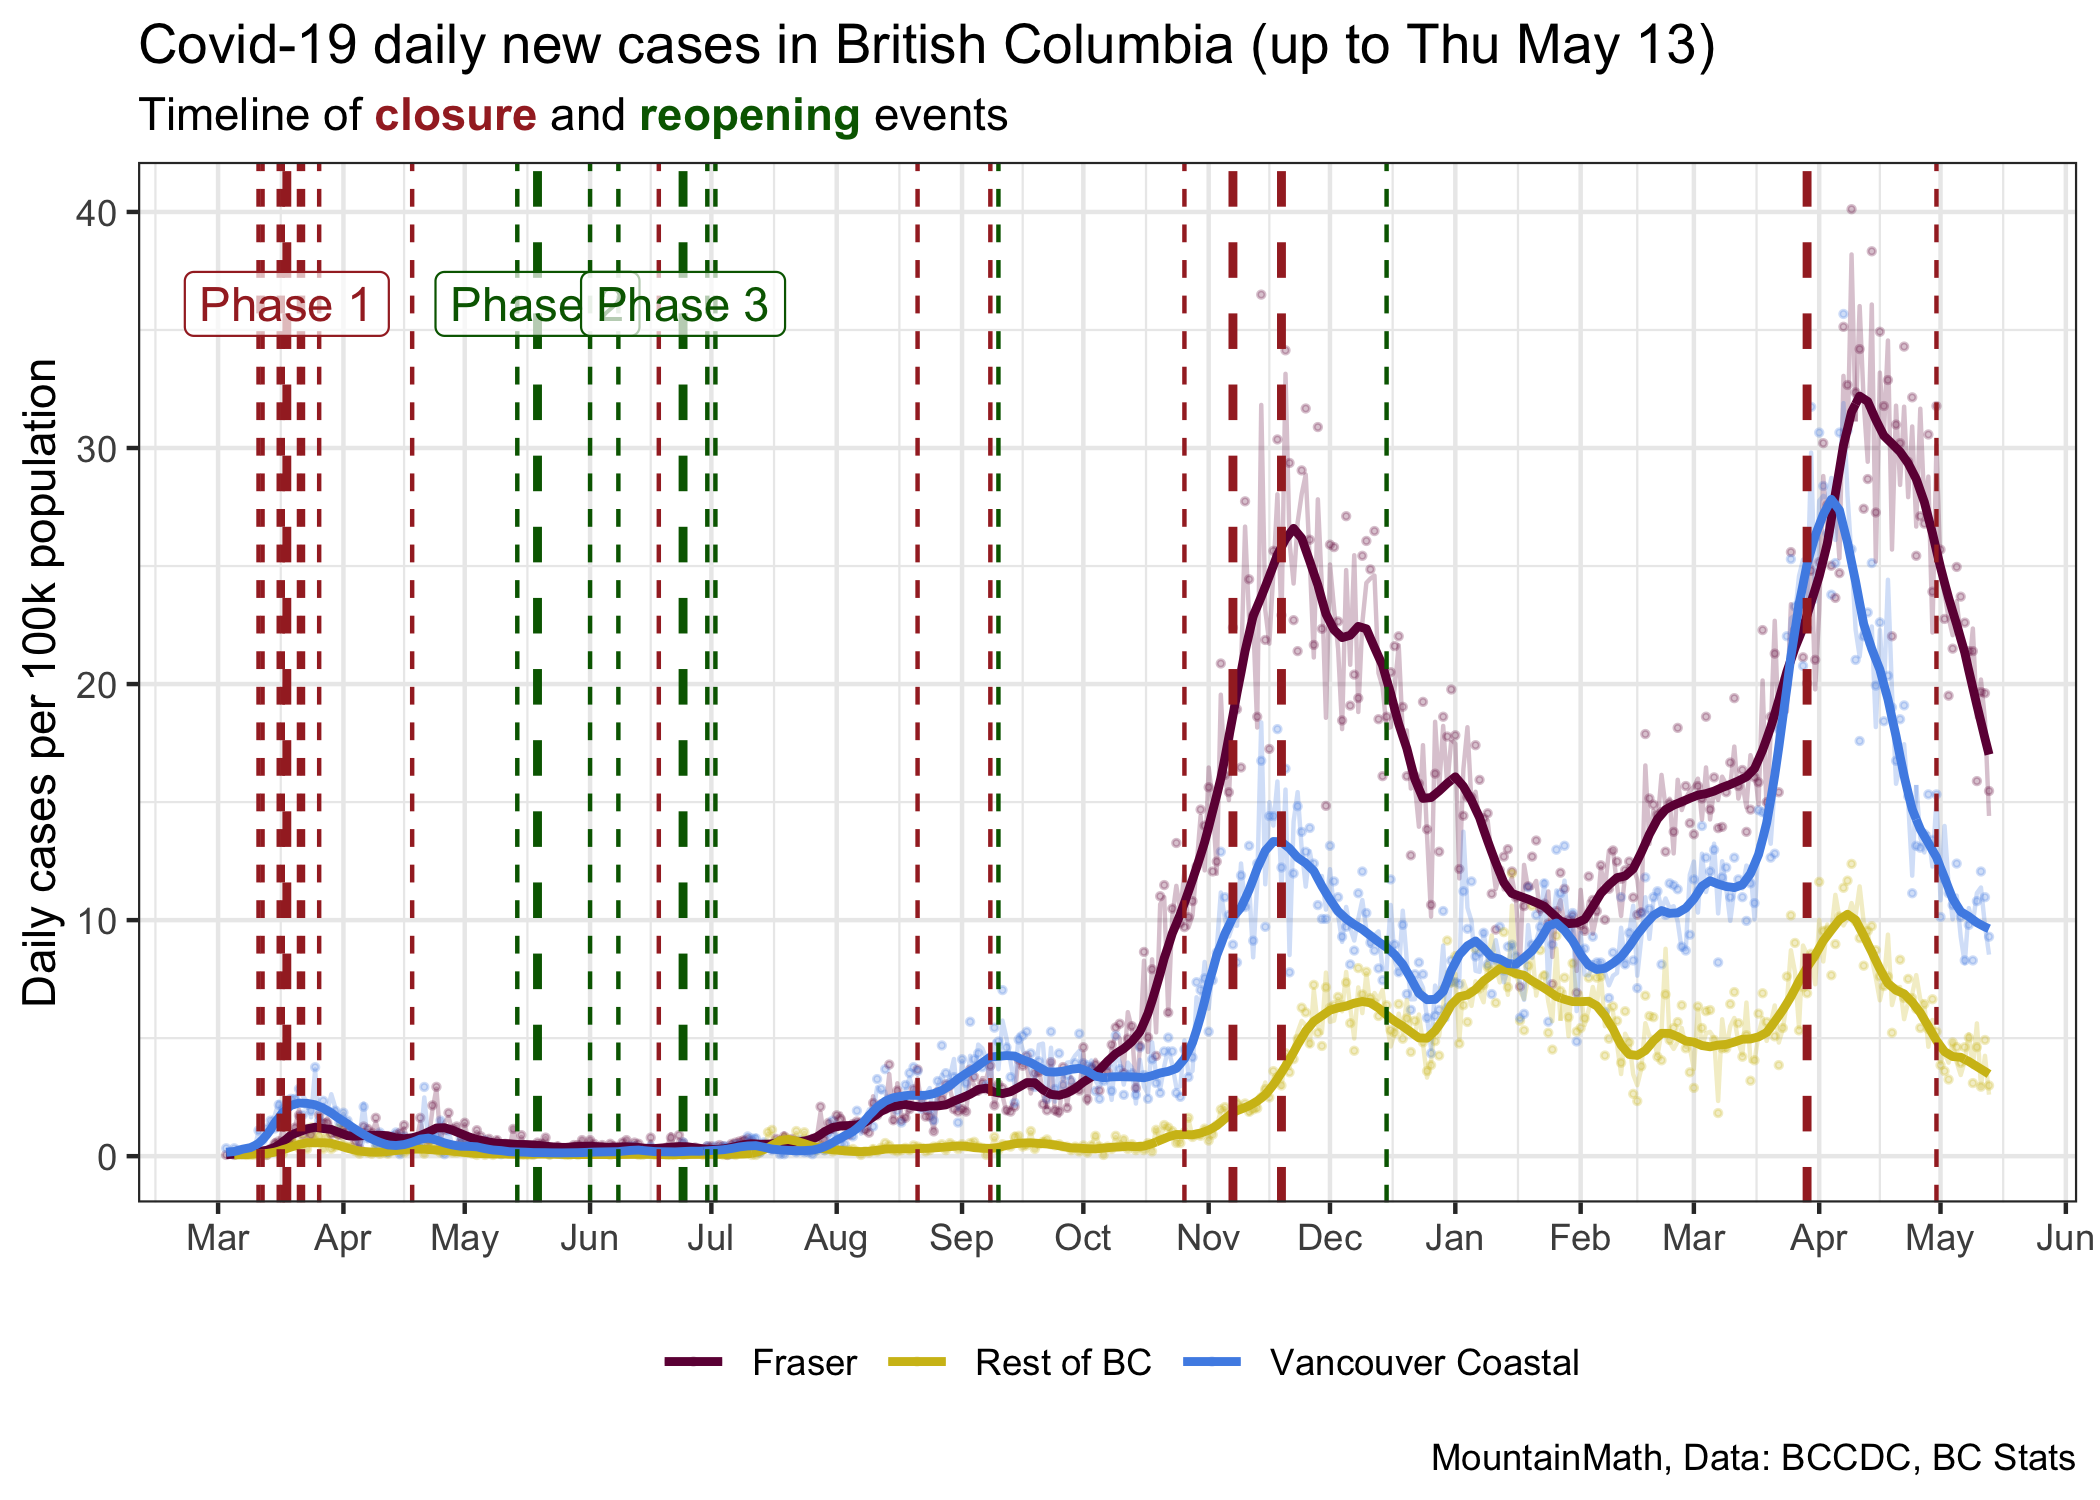 Covid-19 daily new cases in British Columbia (up to Thu May 13)
Timeline of closure and reopening events
Daily cases per 100k population
40
30
20
10
0
Phase 1
Phase 2
Phase 3
Mar Apr May Jun Jul Aug Sep Oct Nov Dec Jan Feb Mar Apr May Jun
Fraser Rest of BC Vancouver Coastal
MountainMath, Data: BCCDC, BC Stats